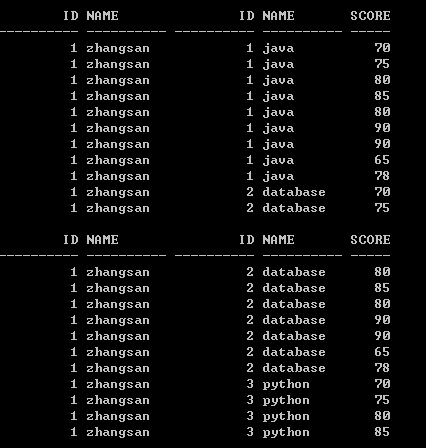 ID NAME ID NAME SCORE
---------- ---------- ---------- ---------- -----
1 zhangsan 1 java 70
1 zhangsan 1 java 75
1 zhangsan 1 java 80
1 zhangsan 1 java 85
1 zhangsan 1 java 80
1 zhangsan 1 java 90
1 zhangsan 1 java 90
1 zhangsan 1 java 65
1 zhangsan 1 java 78
1 zhangsan 2 database 70
1 zhangsan 2 database 75
ID NAME ID NAME SCORE
---------- ---------- ---------- ---------- -----
1 zhangsan 2 database 80
1 zhangsan 2 database 85
1 zhangsan 2 database 80
1 zhangsan 2 database 90
1 zhangsan 2 database 90
1 zhangsan 2 database 65
1 zhangsan 2 database 78
1 zhangsan 3 python 70
1 zhangsan 3 python 75
1 zhangsan 3 python 80
1 zhangsan 3 python 85